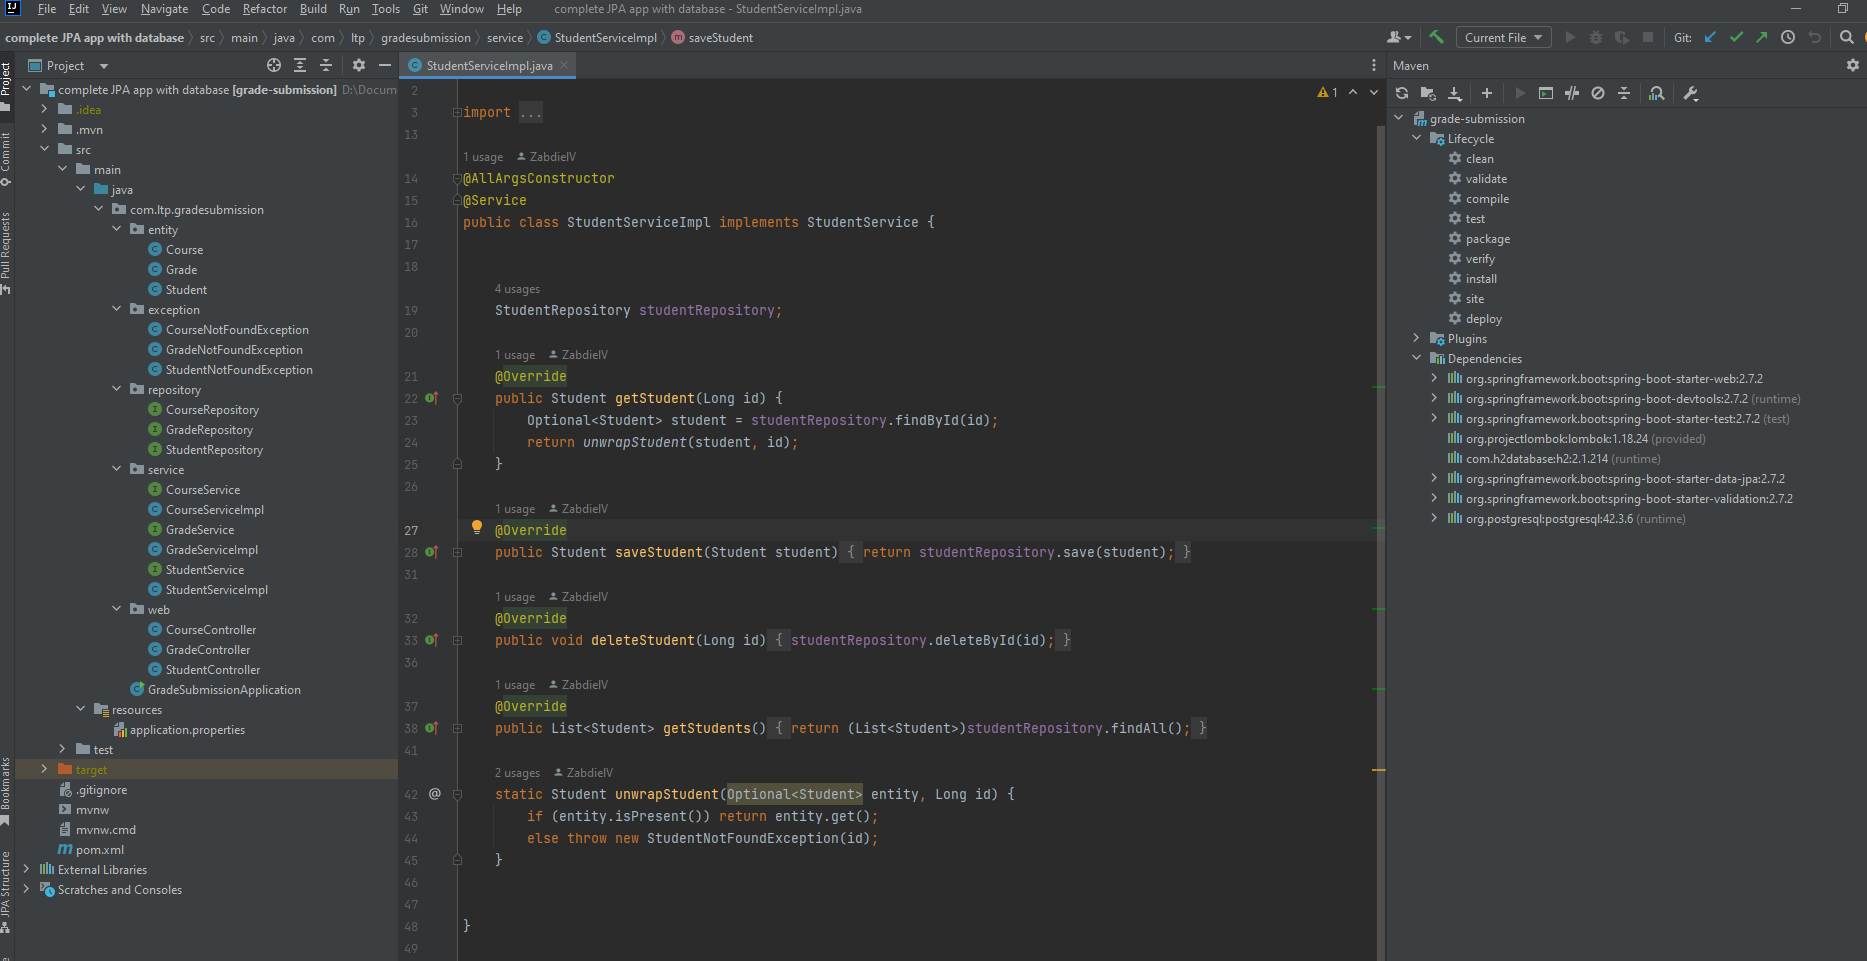 File Edit View Navigate Code Refactor Build Run Tools Git Window Help complete JPA app with database - StudentServiceImpl.java
complete JPA app with database src main java com ltp gradesubmission service StudentServiceImpl saveStudent Current File Git:
Project
Commit
Pull Requests
Bookmarks
JPA Structure
Project
complete JPA app with database [grade-submission] D:\Docum
.idea
.mvn
src
main
java
com.ltp.gradesubmission
entity
Course
Grade
Student
exception
CourseNotFoundException
GradeNotFoundException
StudentNotFoundException
repository
CourseRepository
GradeRepository
StudentRepository
service
CourseService
CourseServiceImpl
GradeService
GradeServiceImpl
StudentService
StudentServiceImpl
web
CourseController
GradeController
StudentController
GradeSubmissionApplication
resources
application.properties
test
target
.gitignore
mvnw
mvnw.cmd
pom.xml
External Libraries
Scratches and Consoles
StudentServiceImpl.java
1
2
3 import ...
13
1 usage ZabdielV
14 @AllArgsConstructor
15 @Service
16 public class StudentServiceImpl implements StudentService {
17
18
4 usages
19 StudentRepository studentRepository;
20
1 usage ZabdielV
21 @Override
22 public Student getStudent(Long id) {
23 Optional<Student> student = studentRepository.findById(id);
24 return unwrapStudent(student, id);
25 }
26
1 usage ZabdielV
27 @Override
28 public Student saveStudent(Student student) { return studentRepository.save(student); }
31
1 usage ZabdielV
32 @Override
33 public void deleteStudent(Long id) { studentRepository.deleteById(id); }
36
1 usage ZabdielV
37 @Override
38 public List<Student> getStudents() { return (List<Student>)studentRepository.findAll(); }
41
2 usages ZabdielV
42 @ static Student unwrapStudent(Optional<Student> entity, Long id) {
43 if (entity.isPresent()) return entity.get();
44 else throw new StudentNotFoundException(id);
45 }
46
47
48 }
49
Maven
grade-submission
Lifecycle
clean
validate
compile
test
package
verify
install
site
deploy
Plugins
Dependencies
org.springframework.boot:spring-boot-starter-web:2.7.2
org.springframework.boot:spring-boot-devtools:2.7.2 (runtime)
org.springframework.boot:spring-boot-starter-test:2.7.2 (test)
org.projectlombok:lombok:1.18.24 (provided)
com.h2database:h2:2.1.214 (runtime)
org.springframework.boot:spring-boot-starter-data-jpa:2.7.2
org.springframework.boot:spring-boot-starter-validation:2.7.2
org.postgresql:postgresql:42.3.6 (runtime)